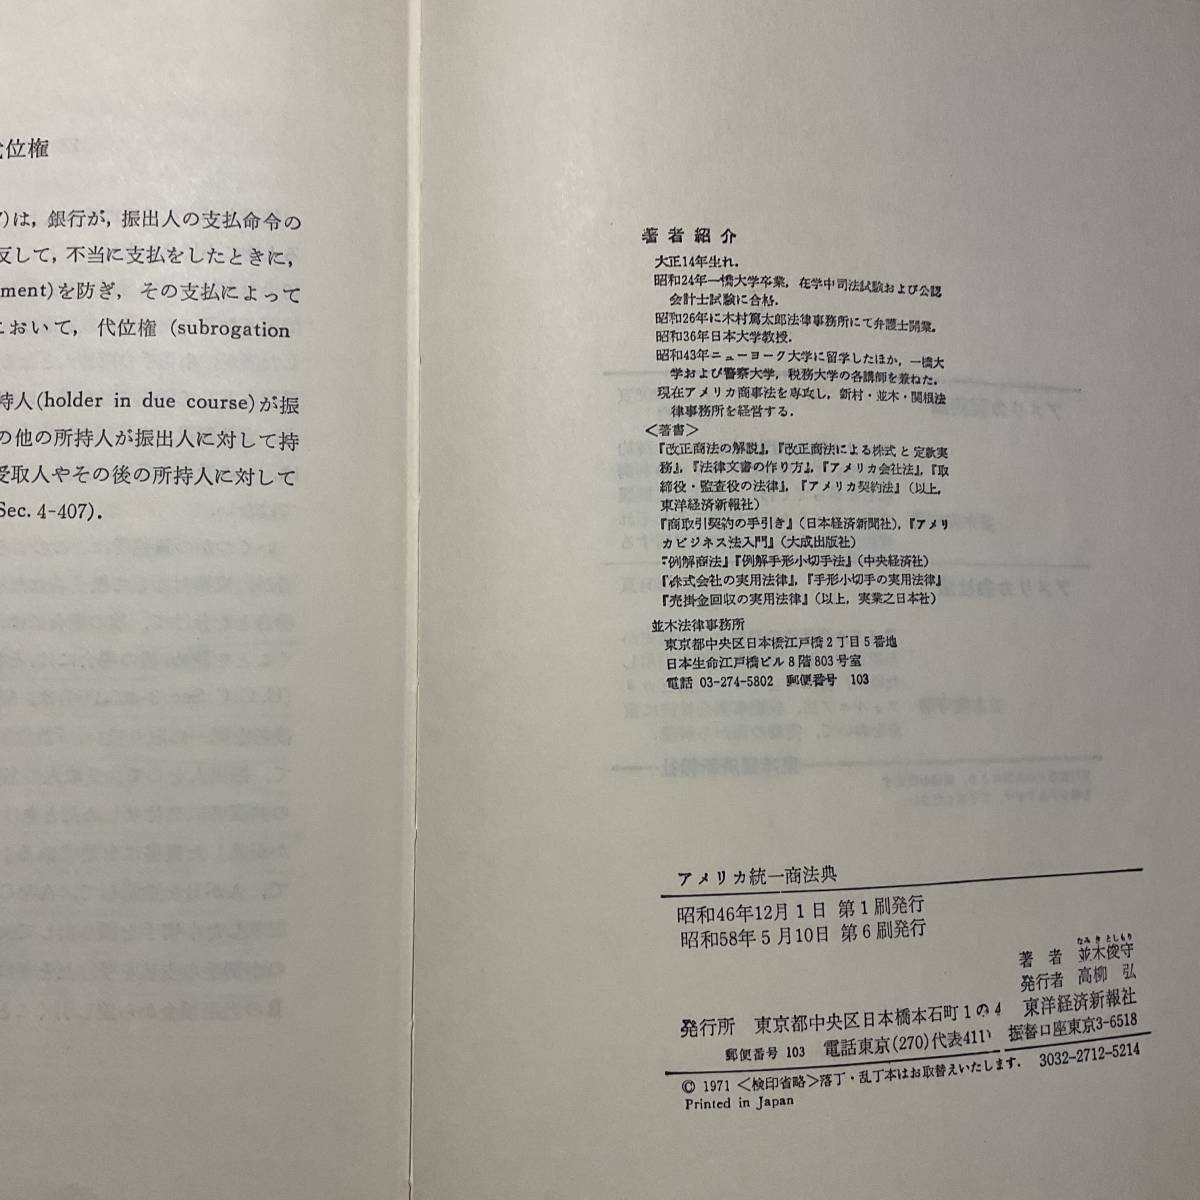 代位権
は，銀行が，振出人の支払命令の
反して，不当に支払をしたときに，
ment)を防ぎ，その支払によって
において，代位権 (subrogation
持人(holder in due course)が振
の他の所持人が振出人に対して持
受取人やその後の所持人に対して
Sec. 4-407).
著者紹介
大正14年生れ．
昭和24年一橋大学卒業，在学中司法試験および公認
会計士試験に合格．
昭和26年に木村篤太郎法律事務所にて弁護士開業．
昭和36年日本大学教授．
昭和43年ニューヨーク大学に留学したほか，一橋大
学および警察大学，税務大学の各講師を兼ねた．
現在アメリカ商事法を専攻し，新村・並木・関根法
律事務所を経営する．
＜著書＞
『改正商法の解説』，『改正商法による株式と定款実
務』，『法律文書の作り方』，『アメリカ会社法』，『取
締役・監査役の法律』，『アメリカ契約法』（以上，
東洋経済新報社）
『商取引契約の手引き』（日本経済新聞社），『アメリ
カビジネス法入門』（大成出版社）
『例解商法』『例解手形小切手法』（中央経済社）
『株式会社の実用法律』，『手形小切手の実用法律』
『売掛金回収の実用法律』（以上，実業之日本社）
並木法律事務所
東京都中央区日本橋江戸橋2丁目5番地
日本生命江戸橋ビル8階803号室
電話 03-274-5802 郵便番号 103
アメリカ統一商法典
昭和46年12月1日 第1刷発行
昭和58年5月10日 第6刷発行
著者 並木俊守
なみきとしもり
発行者 高柳 弘
発行所 東京都中央区日本橋本石町1の4 東洋経済新報社
郵便番号 103 電話東京(270)代表4111 振替口座東京3-6518
© 1971 ＜検印省略＞落丁・乱丁本はお取替えいたします． 3032-2712-5214
Printed in Japan